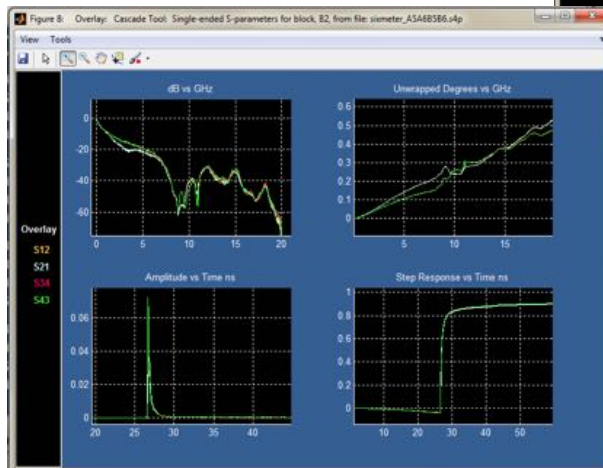 Figure 8: Overlay: Cascade Tool: Single-ended S-parameters for block, B2, from file: sixmeter_A5A6B5B6.s4p
View Tools
dB vs GHz
0
-20
-40
-60
0 5 10 15 20
Unwrapped Degrees vs GHz
0.6
0.5
0.4
0.3
0.2
0.1
0
5 10 15
Overlay
S12
S21
S34
S43
Amplitude vs Time ns
0.06
0.04
0.02
0
20 25 30 35 40
Step Response vs Time ns
1
0.8
0.6
0.4
0.2
0
10 20 30 40 50